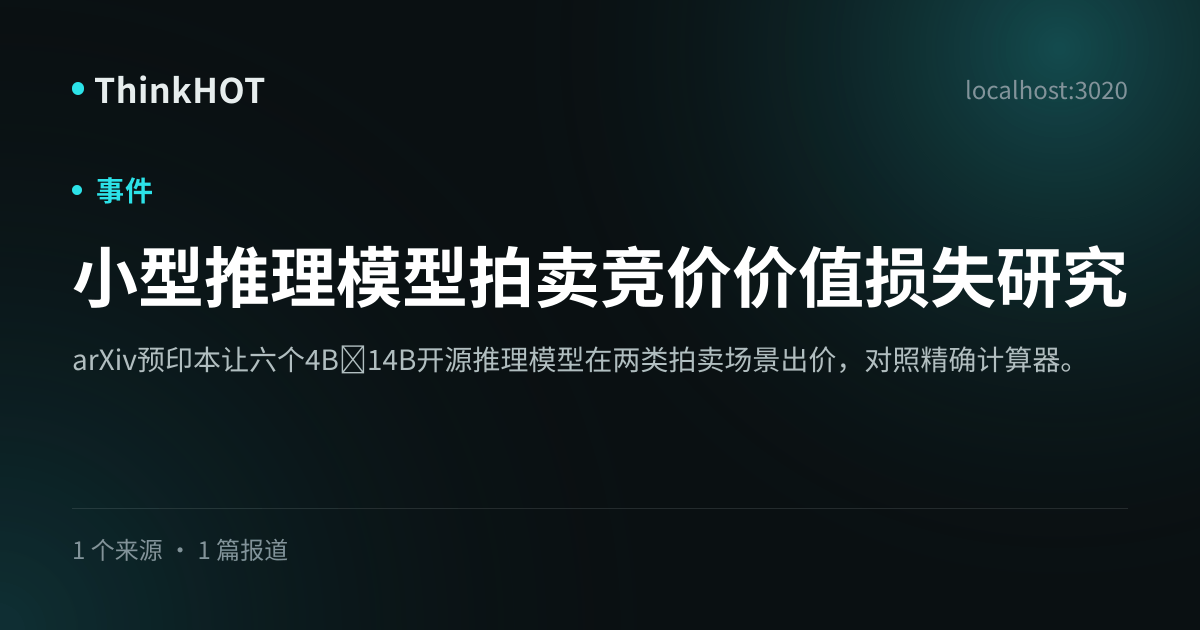 ThinkHOT
localhost:3020
事件
小型推理模型拍卖竞价价值损失研究
arXiv预印本让六个4B 14B开源推理模型在两类拍卖场景出价，对照精确计算器。
1 个来源 · 1 篇报道